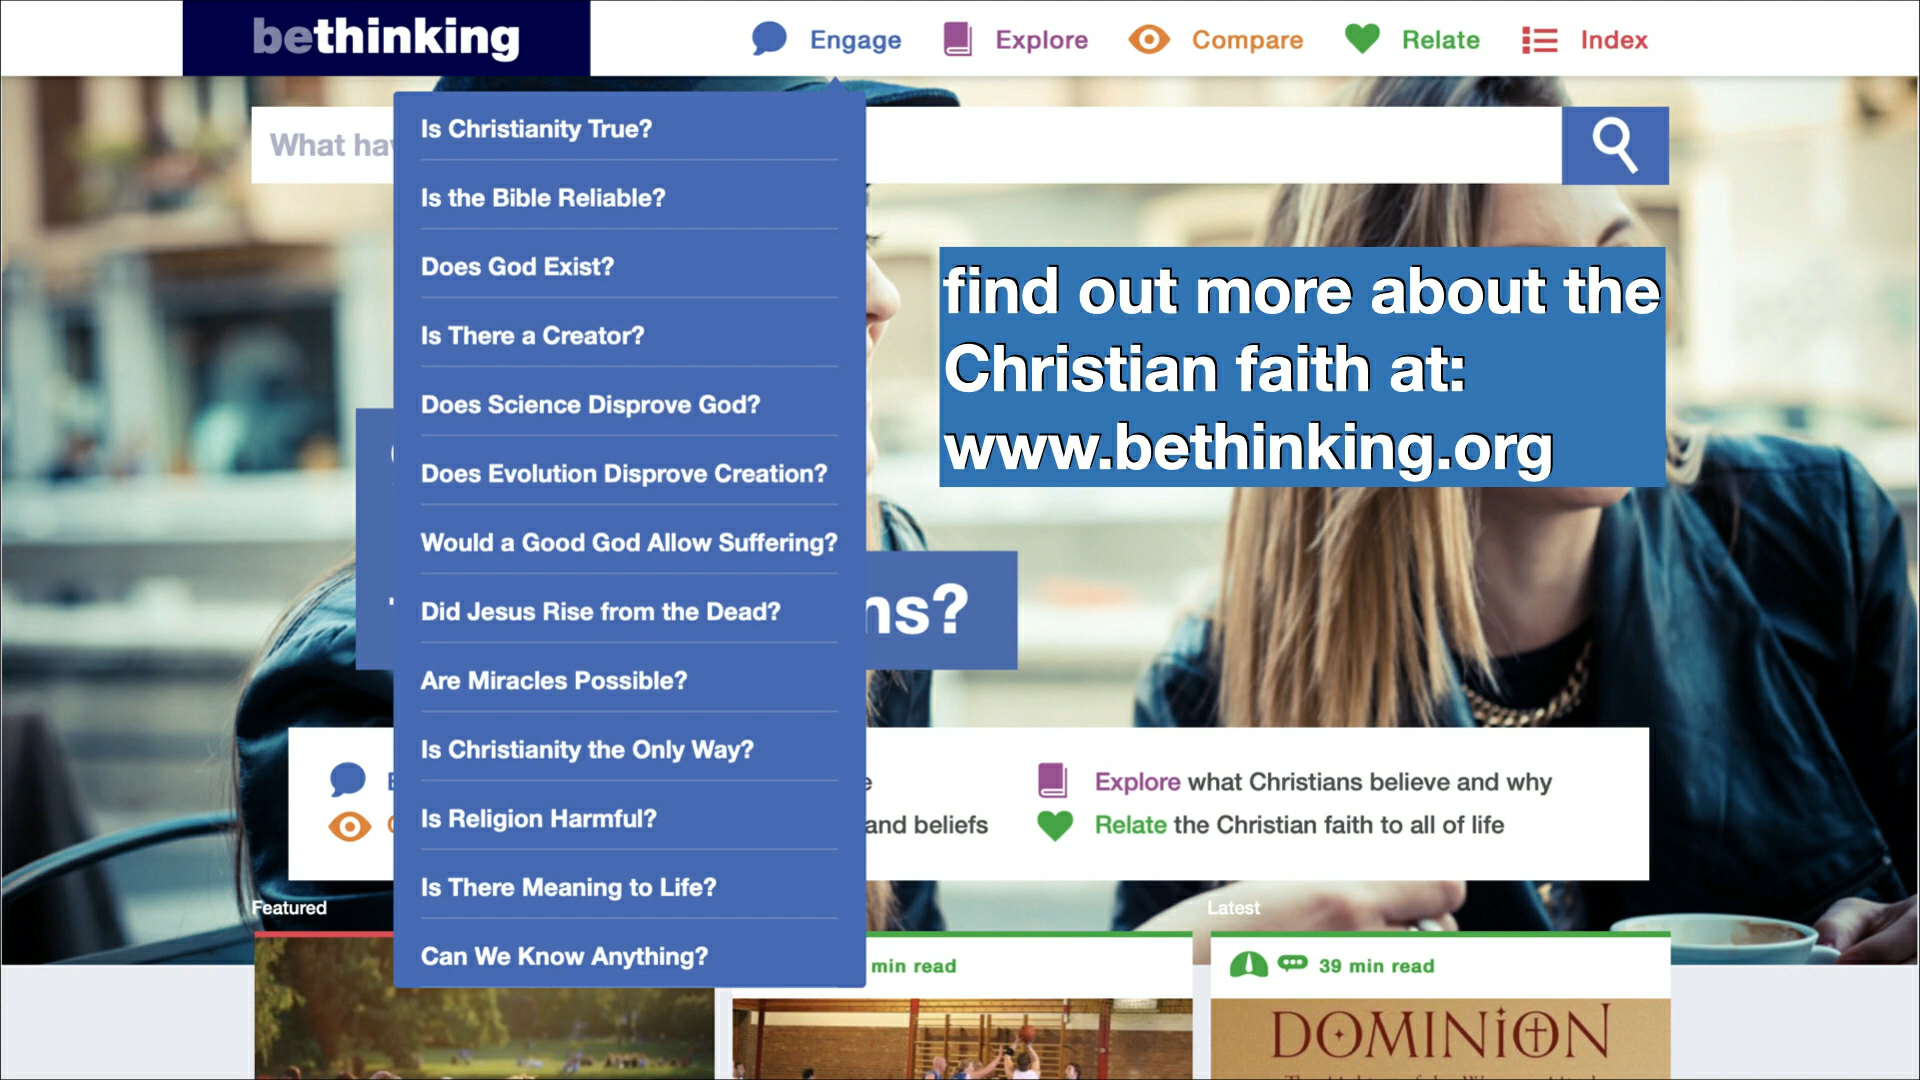 bethinking
Engage
Explore
Compare
Relate
Index
What
Is Christianity True?
Is the Bible Reliable?
Does God Exist?
Is There a Creator?
Does Science Disprove God?
Does Evolution Disprove Creation?
Would a Good God Allow Suffering?
Did Jesus Rise from the Dead?
Are Miracles Possible?
Is Christianity the Only Way?
Is Religion Harmful?
Is There Meaning to Life?
Can We Know Anything?
find out more about the
Christian faith at:
www.bethinking.org
and beliefs
Explore what Christians believe and why
Relate the Christian faith to all of life
Featured
Latest
min read
39 min read
DOMINION